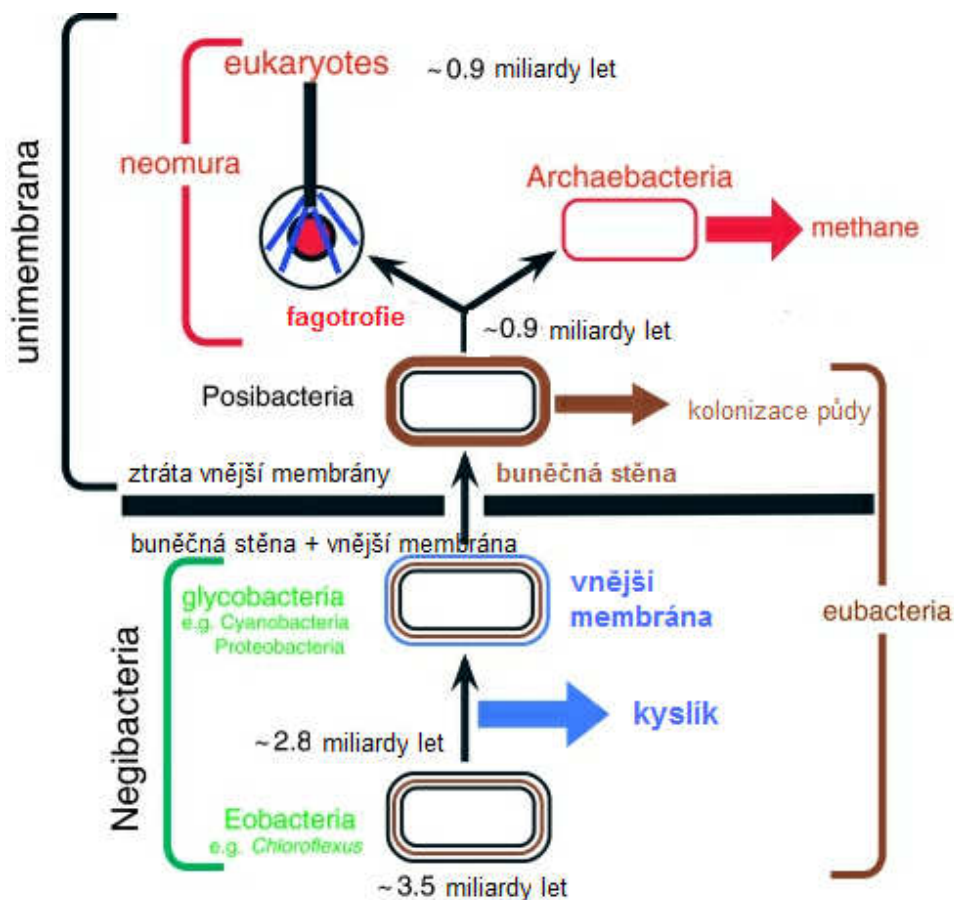 eukaryotes
~0.9 miliardy let
neomura
unimembrana
Archaebacteria
methane
fagotrofie
~0.9 miliardy let
Posibacteria
kolonizace půdy
ztráta vnější membrány
buněčná stěna
buněčná stěna + vnější membrána
glycobacteria
e.g. Cyanobacteria
Proteobacteria
vnější
membrána
eubacteria
Negibacteria
kyslík
~2.8 miliardy let
Eobacteria
e.g. Chloroflexus
~3.5 miliardy let